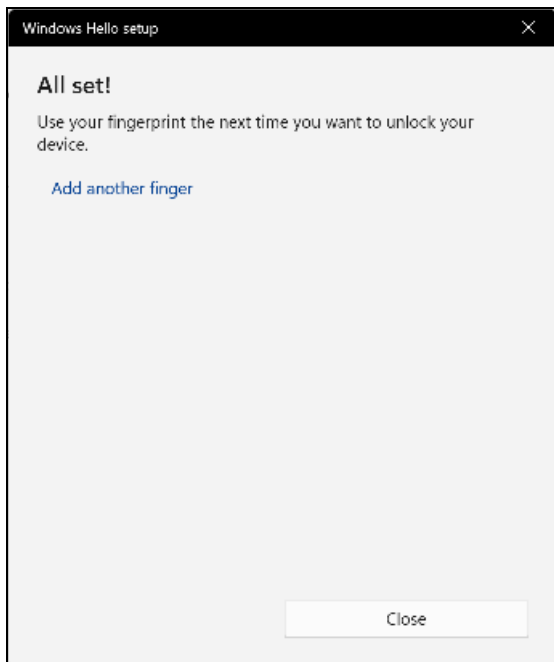 Windows Hello setup
All set!
Use your fingerprint the next time you want to unlock your
device.
Add another finger
Close